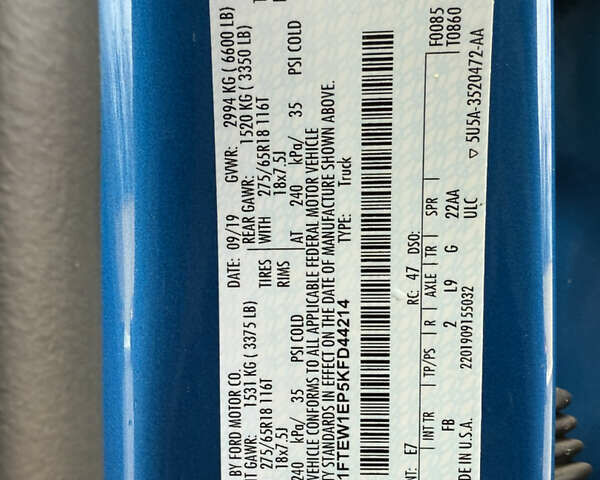 BY FORD MOTOR CO. DATE: 09/19 GVWR: 2994 KG ( 6600 LB)
NT GAWR: 1531 KG ( 3375 LB) REAR GAWR: 1520 KG ( 3350 LB)
275/65R18 116T TIRES WITH 275/65R18 116T
18x7.5J RIMS 18x7.5J
240 kPa/ 35 PSI COLD AT 240 kPa/ 35 PSI COLD
VEHICLE CONFORMS TO ALL APPLICABLE FEDERAL MOTOR VEHICLE
TY STANDARDS IN EFFECT ON THE DATE OF MANUFACTURE SHOWN ABOVE.
1FTEW1EP5KFD44214 TYPE: Truck
F0085
T0860
NT: E7 RC: 47 DSO:
INT TR TP/PS R AXLE TR SPR
FB 2 L9 G 22AA
ULC
DE IN U.S.A. 2201909155032 ▽ 5U5A-3520472-AA